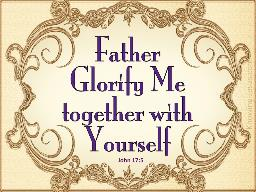 Father
Glorify Me
together with
Yourself
John 17:5